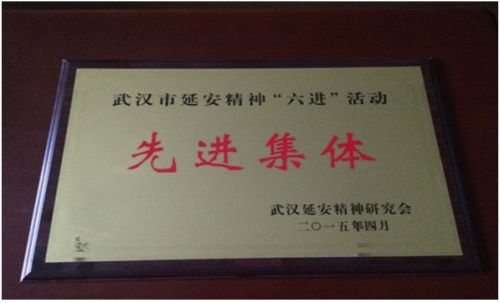 武汉市延安精神“六进”活动
先进集体
武汉延安精神研究会
二〇一五年四月